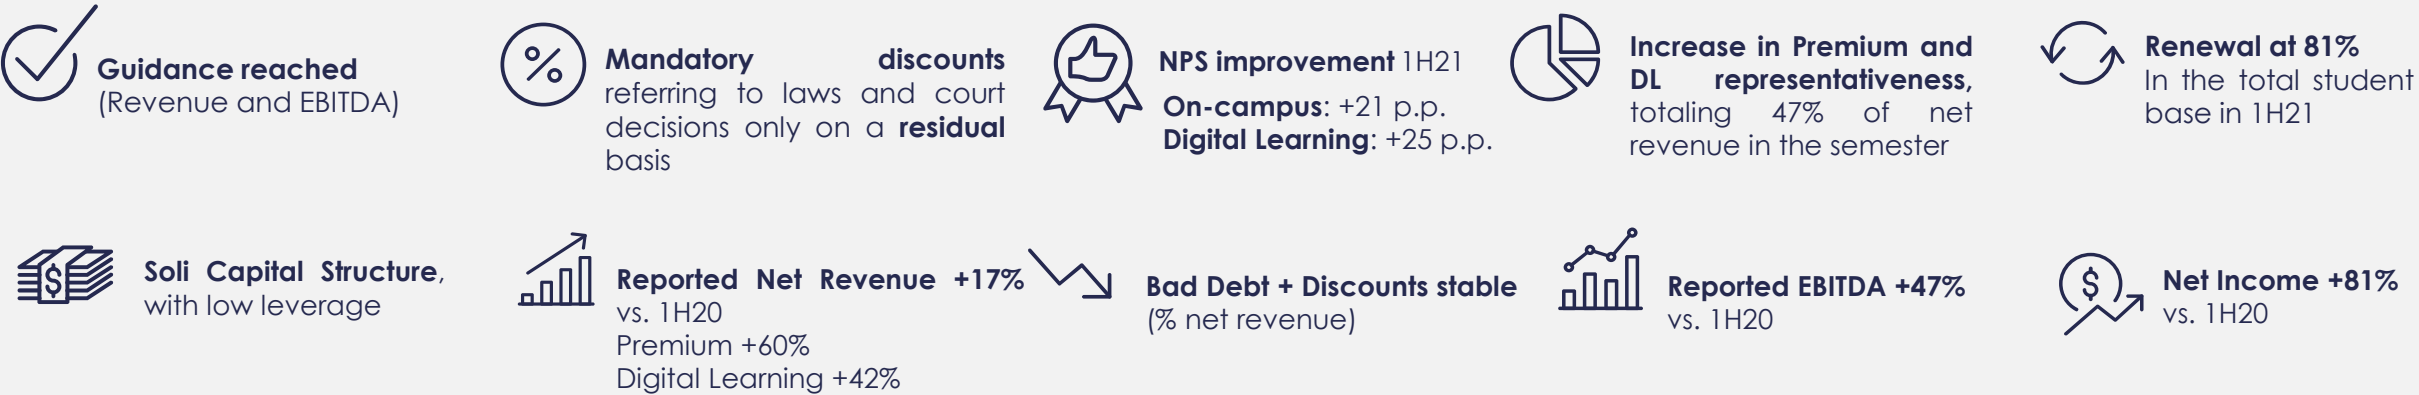 Guidance reached
(Revenue and EBITDA)
%
Mandatory discounts
referring to laws and court
decisions only on a residual
basis
NPS improvement 1H21
On-campus: +21 p.p.
Digital Learning: +25 p.p.
Increase in Premium and
DL representativeness,
totaling 47% of net
revenue in the semester
Renewal at 81%
In the total student
base in 1H21
$
Soli Capital Structure,
with low leverage
Reported Net Revenue +17%
vs. 1H20
Premium +60%
Digital Learning +42%
Bad Debt + Discounts stable
(% net revenue)
Reported EBITDA +47%
vs. 1H20
$
Net Income +81%
vs. 1H20